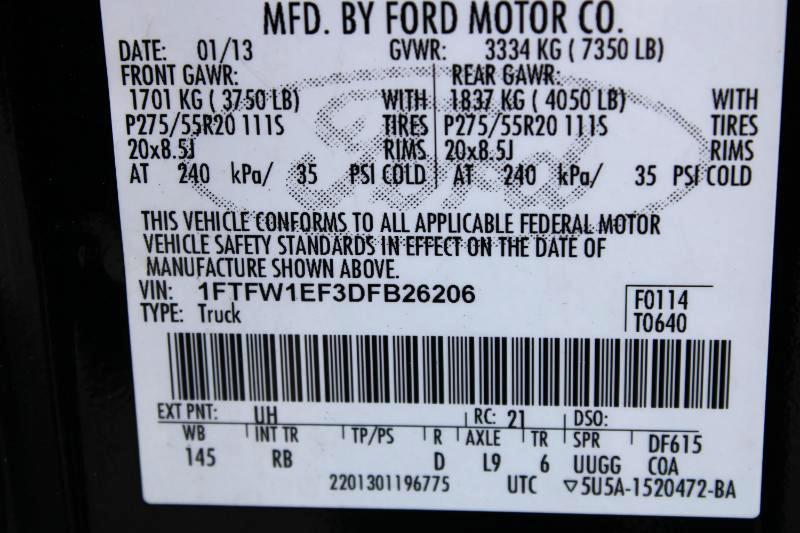 MFD. BY FORD MOTOR CO.
DATE: 01/13 GVWR: 3334 KG ( 7350 LB)
FRONT GAWR: REAR GAWR:
1701 KG ( 3750 LB) WITH 1837 KG ( 4050 LB) WITH
P275/55R20 111S TIRES P275/55R20 111S TIRES
20x8.5J RIMS 20x8.5J RIMS
AT 240 kPa/ 35 PSI COLD AT 240 kPa/ 35 PSI COLD
Ford
THIS VEHICLE CONFORMS TO ALL APPLICABLE FEDERAL MOTOR
VEHICLE SAFETY STANDARDS IN EFFECT ON THE DATE OF
MANUFACTURE SHOWN ABOVE.
VIN: 1FTFW1EF3DFB26206 F0114
TYPE: Truck T0640
EXT PNT: UH RC: 21 DSO:
WB INT TR TP/PS R AXLE TR SPR DF615
145 RB D L9 6 UUGG COA
2201301196775 UTC ▽5U5A-1520472-BA